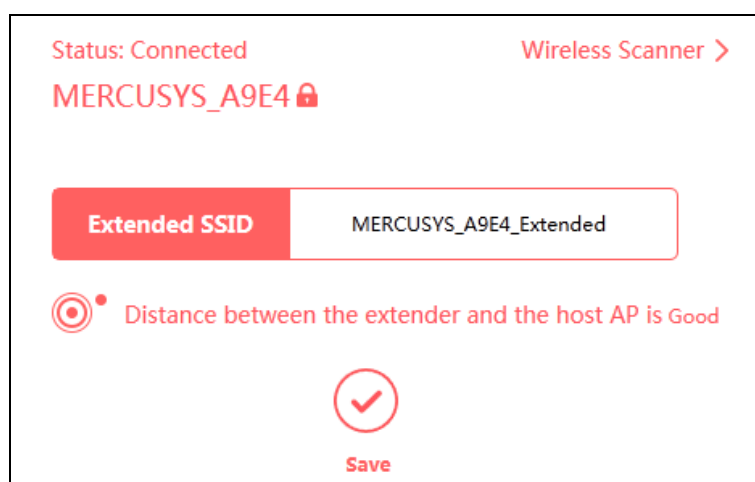 Status: Connected
Wireless Scanner
MERCUSYS_A9E4
Extended SSID
MERCUSYS_A9E4_Extended
Distance between the extender and the host AP is Good
Save